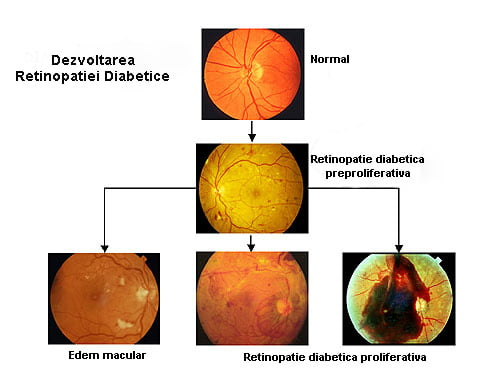 Dezvoltarea
Retinopatiei Diabetice
Normal
Retinopatie diabetica
preproliferativa
Edem macular
Retinopatie diabetica proliferativa